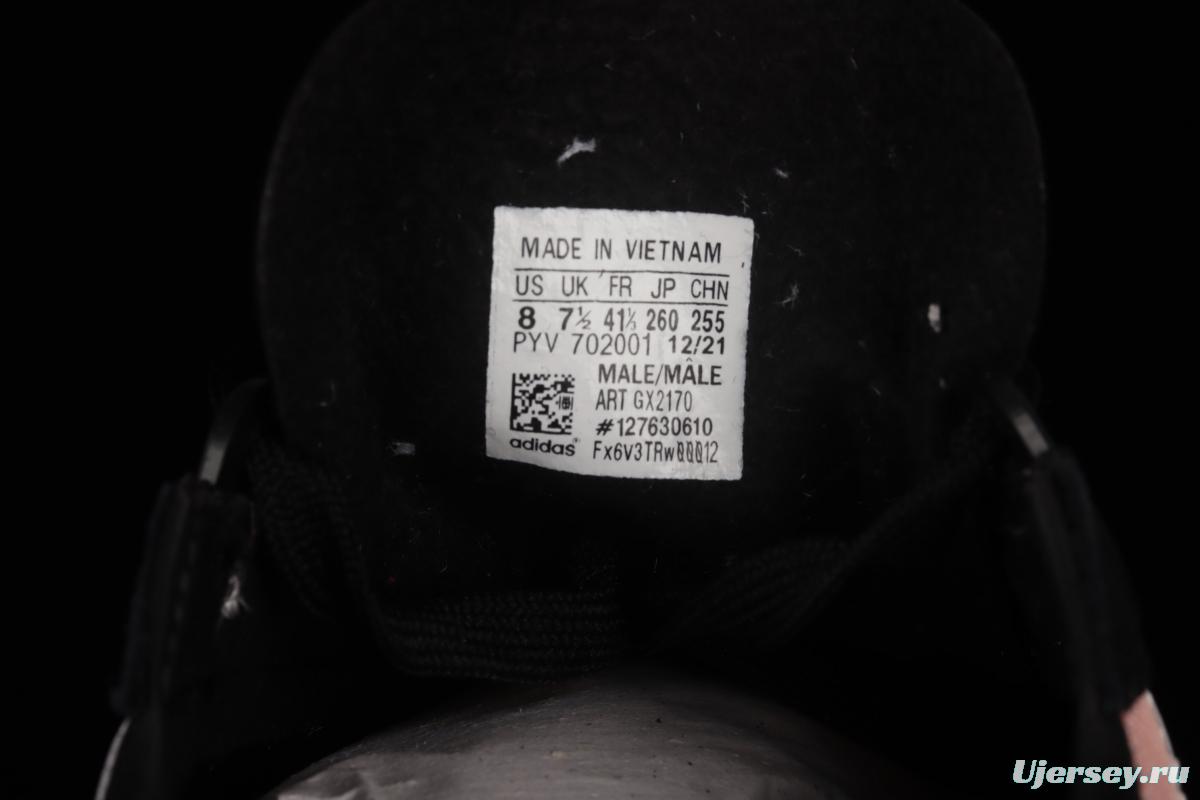 MADE IN VIETNAM
US UK FR JP CHN
8 7½ 41⅓ 260 255
PYV 702001 12/21
MALE/MÂLE
ART GX2170
#127630610
adidas Fx6v3TRw00012
Ujersey.ru